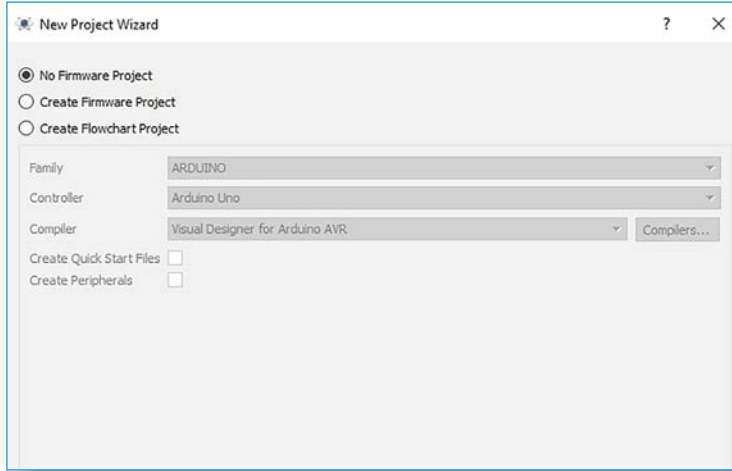 New Project Wizard ?
No Firmware Project
Create Firmware Project
Create Flowchart Project
Family ARDUINO
Controller Arduino Uno
Compiler Visual Designer for Arduino AVR Compilers...
Create Quick Start Files
Create Peripherals